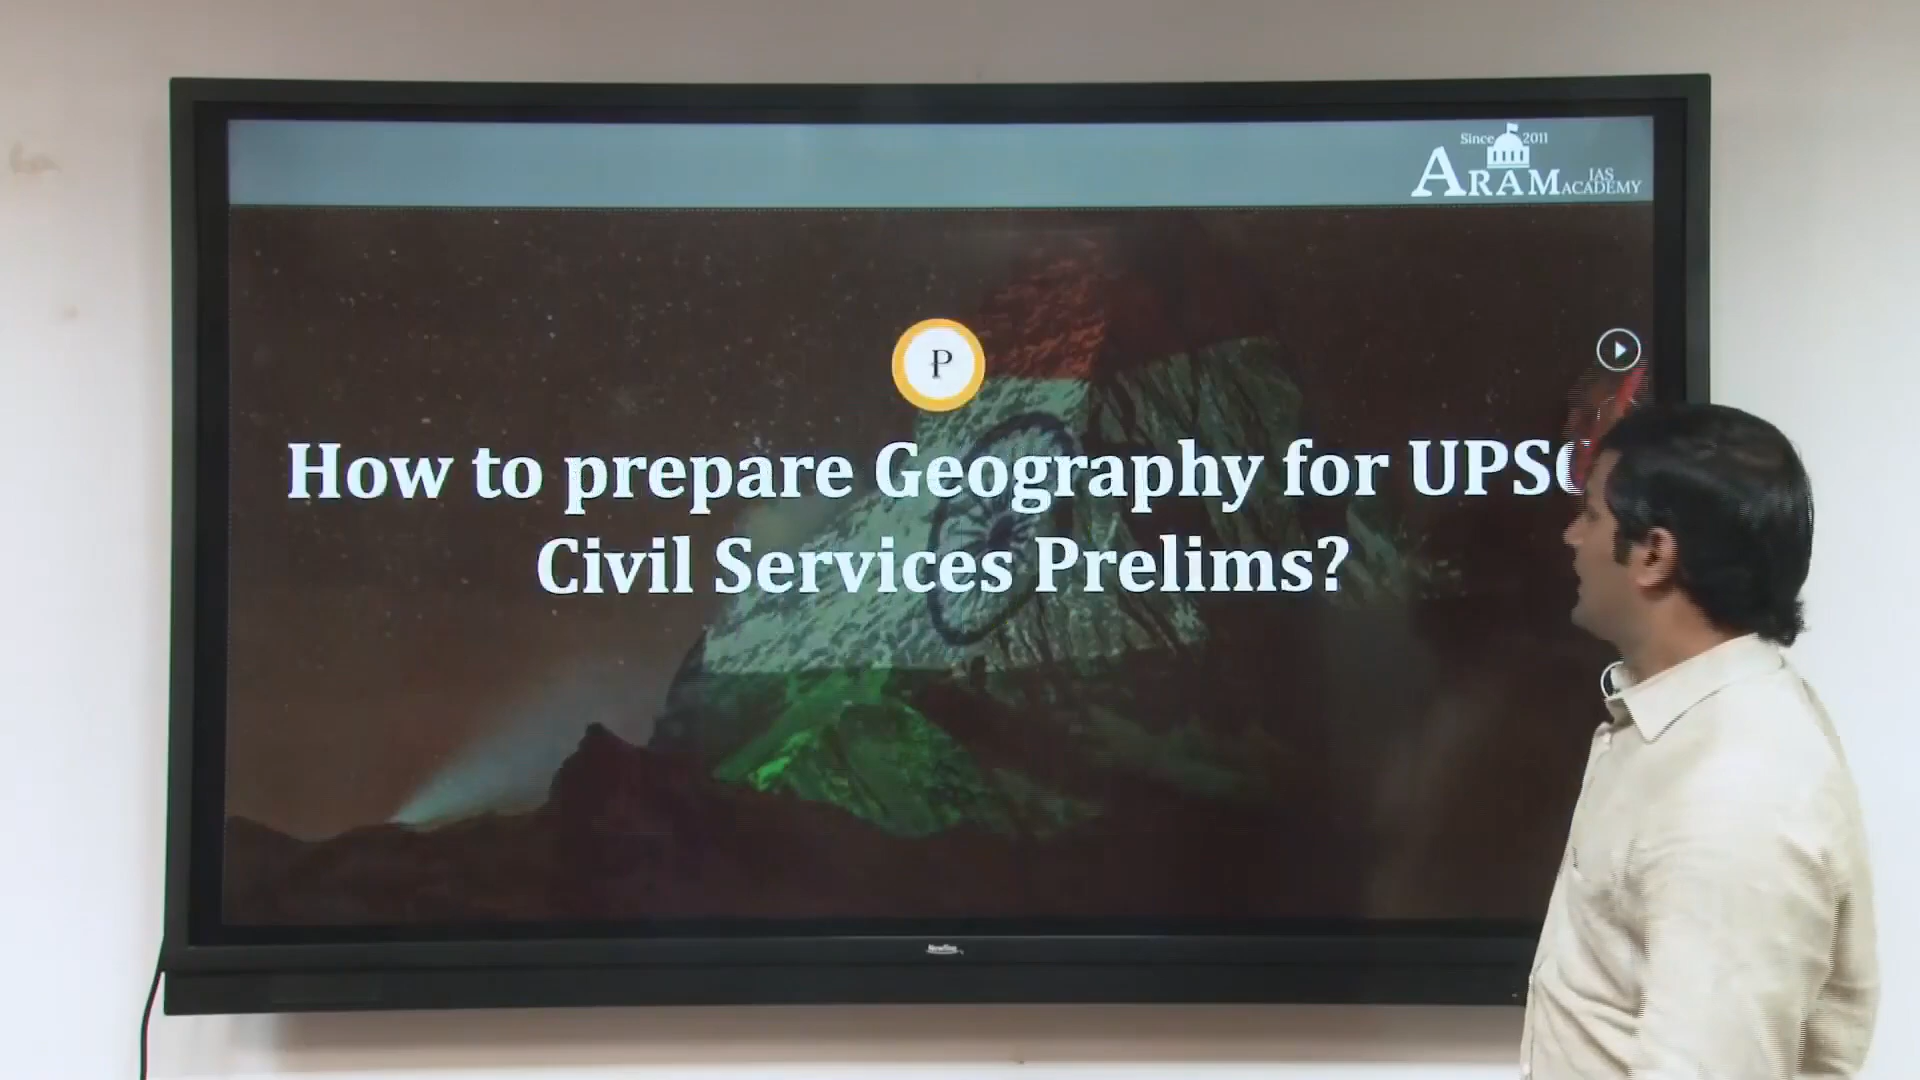 Since 2011
ARAM IAS ACADEMY
P
How to prepare Geography for UPSC
Civil Services Prelims?